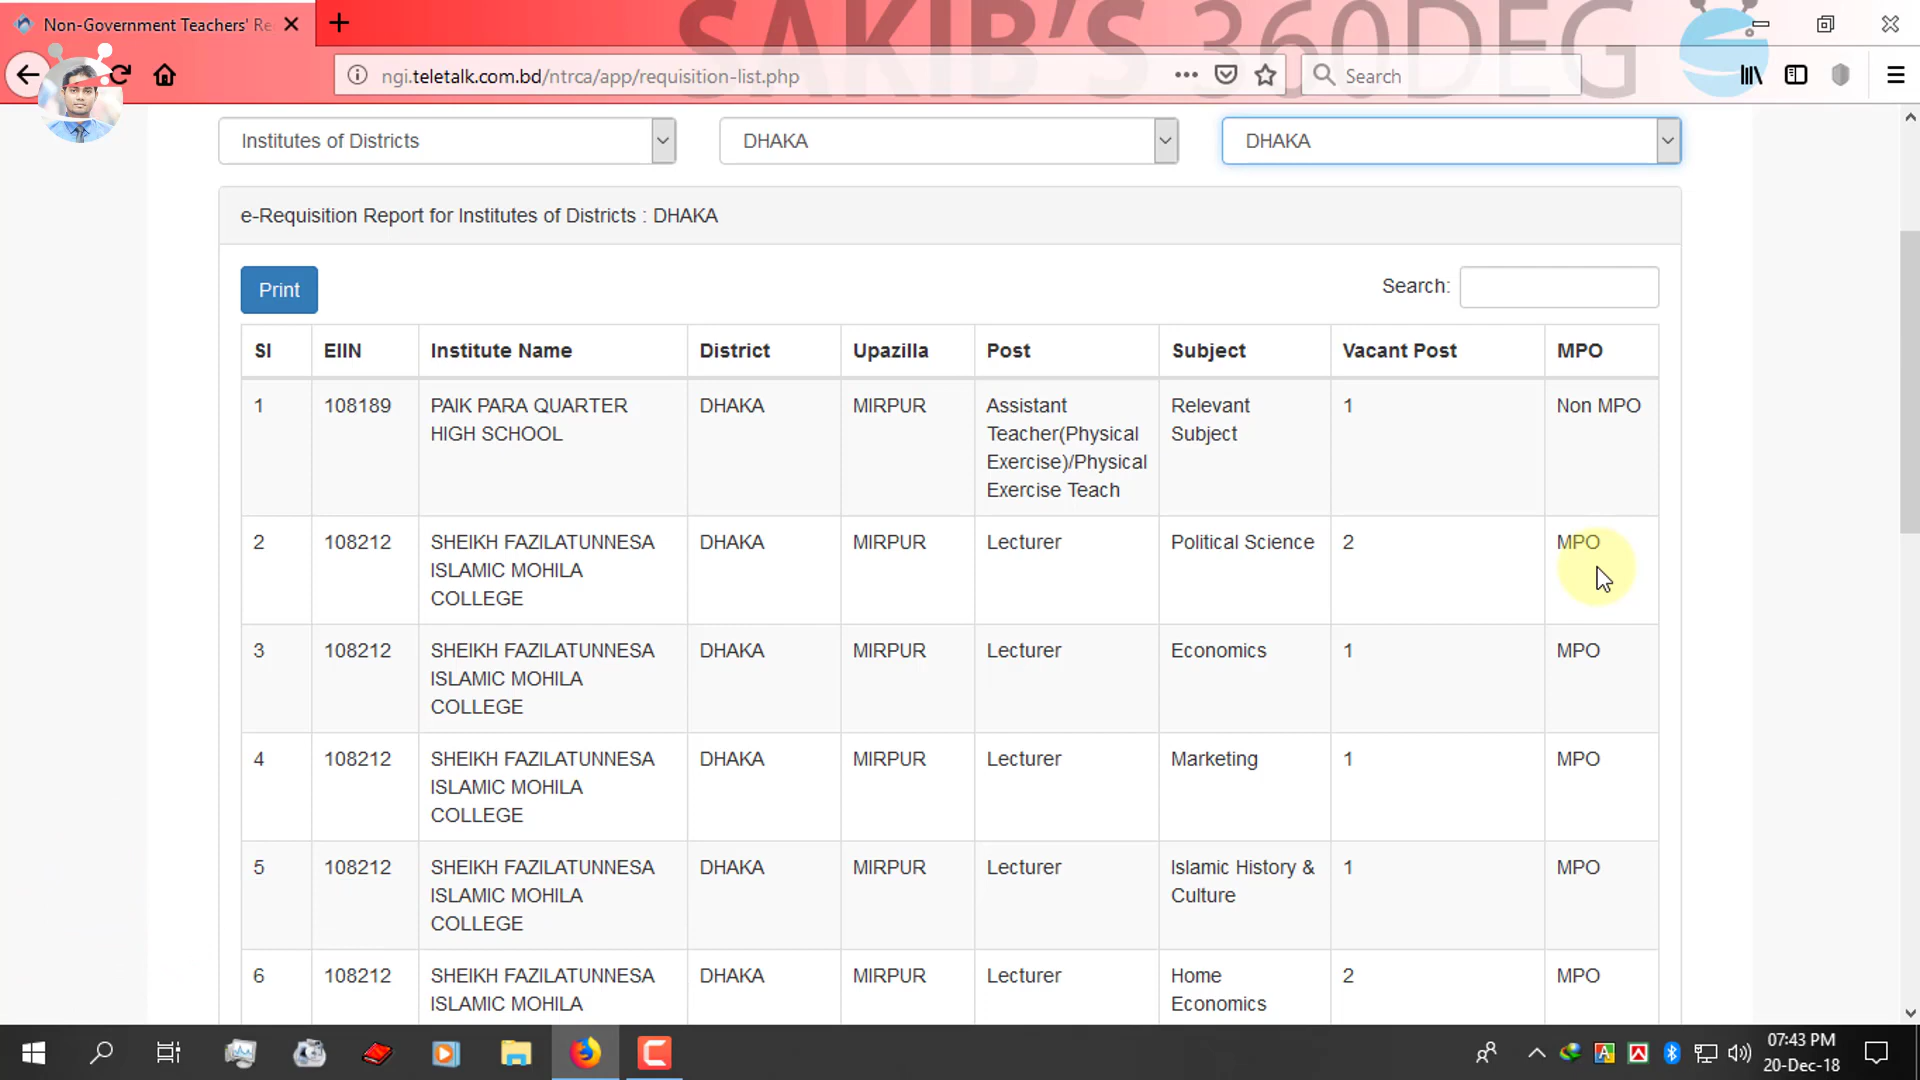 Non-Government Teachers' Re
SAKIB'S 360DEG
ngi.teletalk.com.bd/ntrca/app/requisition-list.php
Search
Institutes of Districts
DHAKA
DHAKA
e-Requisition Report for Institutes of Districts : DHAKA
Print
Search:
Sl EIIN Institute Name District Upazilla Post Subject Vacant Post MPO
1 108189 PAIK PARA QUARTER DHAKA MIRPUR Assistant Relevant 1 Non MPO
HIGH SCHOOL Teacher(Physical Subject
Exercise)/Physical
Exercise Teach
2 108212 SHEIKH FAZILATUNNESA DHAKA MIRPUR Lecturer Political Science 2 MPO
ISLAMIC MOHILA
COLLEGE
3 108212 SHEIKH FAZILATUNNESA DHAKA MIRPUR Lecturer Economics 1 MPO
ISLAMIC MOHILA
COLLEGE
4 108212 SHEIKH FAZILATUNNESA DHAKA MIRPUR Lecturer Marketing 1 MPO
ISLAMIC MOHILA
COLLEGE
5 108212 SHEIKH FAZILATUNNESA DHAKA MIRPUR Lecturer Islamic History & 1 MPO
ISLAMIC MOHILA Culture
COLLEGE
6 108212 SHEIKH FAZILATUNNESA DHAKA MIRPUR Lecturer Home 2 MPO
ISLAMIC MOHILA Economics
07:43 PM
20-Dec-18